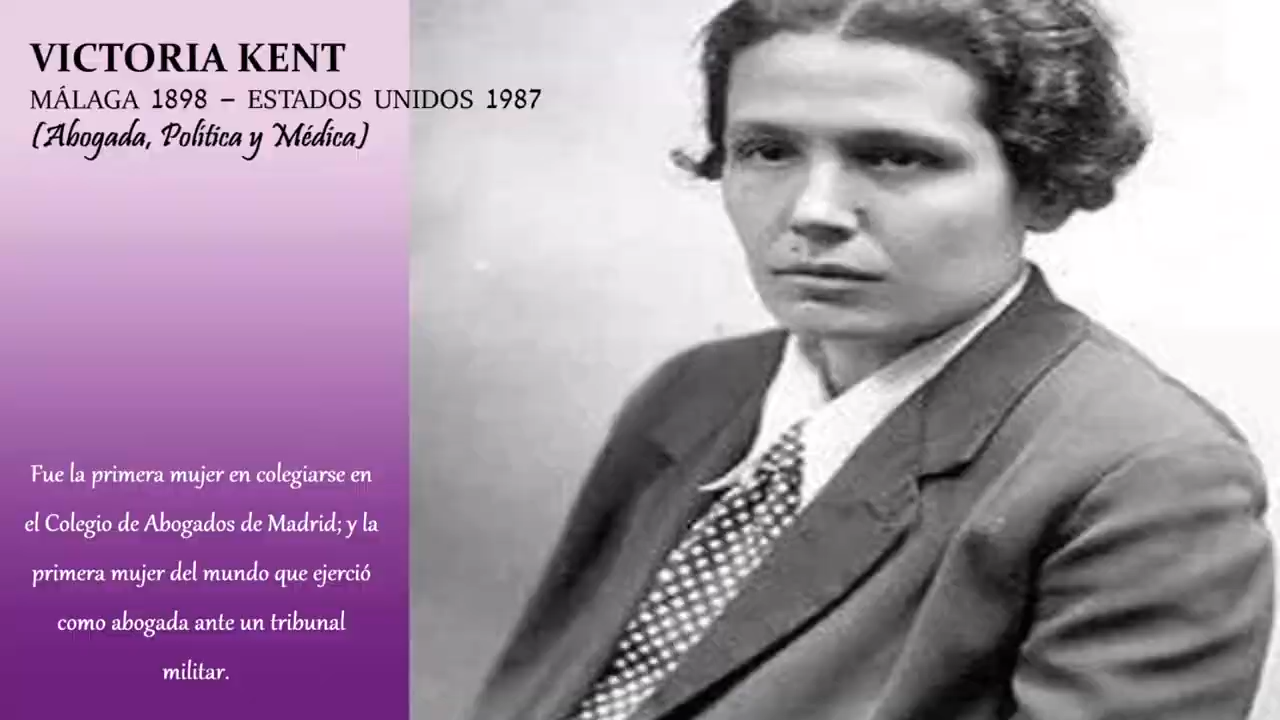 VICTORIA KENT
MÁLAGA 1898 – ESTADOS UNIDOS 1987
(Abogada, Política y Médica)
Fue la primera mujer en colegiarse en
el Colegio de Abogados de Madrid; y la
primera mujer del mundo que ejerció
como abogada ante un tribunal
militar.